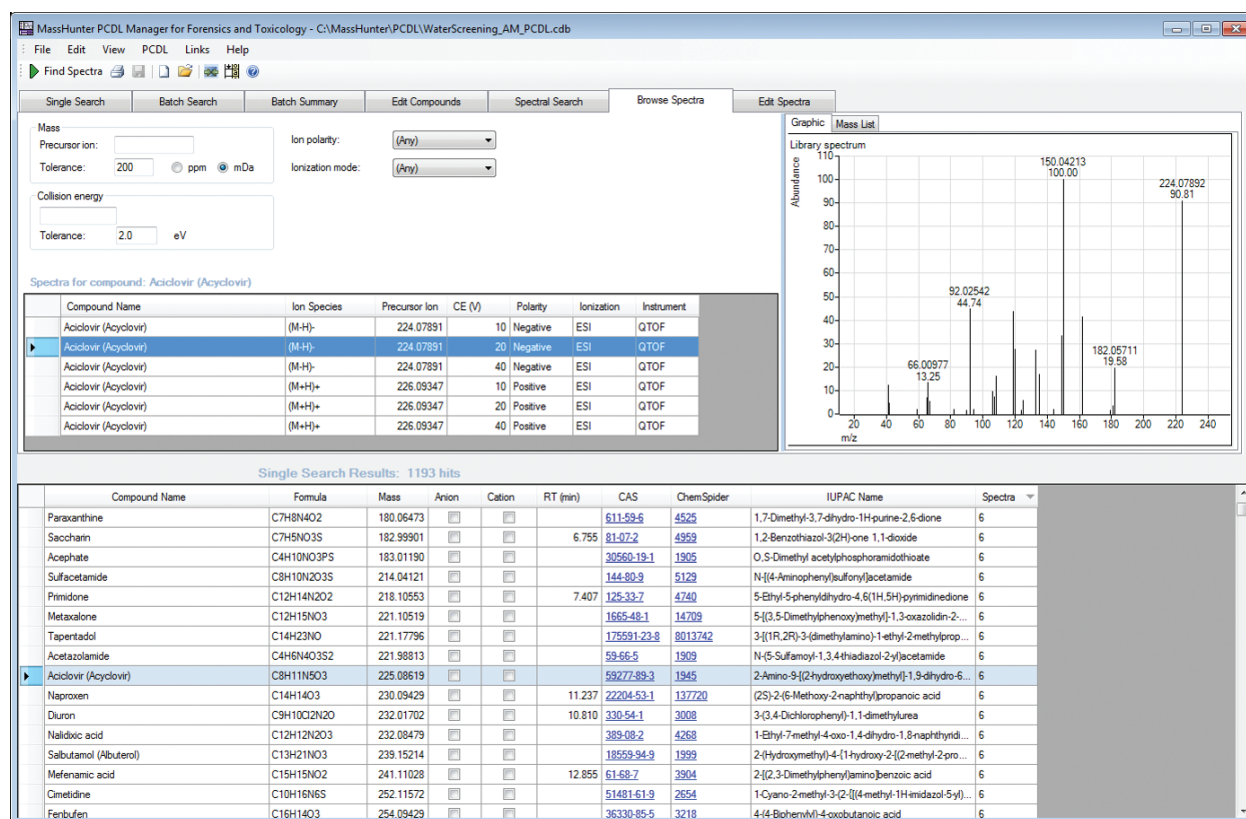 MassHunter PCDL Manager for Forensics and Toxicology - C:\MassHunter\PCDL\WaterScreening_AM_PCDL.cdb
File Edit View PCDL Links Help
Find Spectra
Single Search Batch Search Batch Summary Edit Compounds Spectral Search Browse Spectra Edit Spectra
Mass
Precursor ion:
Tolerance: 200 ppm mDa
Ion polarity: (Any)
Ionization mode: (Any)
Collision energy
Tolerance: 2.0 eV
Graphic Mass List
Library spectrum
Abundance
110
100
90
80
70
60
50
40
30
20
10
0
150.04213
100.00
224.07892
90.81
92.02542
44.74
66.00977
13.25
182.05711
19.58
20 40 60 80 100 120 140 160 180 200 220 240
m/z
Spectra for compound: Aciclovir (Acyclovir)
Compound Name Ion Species Precursor Ion CE (V) Polarity Ionization Instrument
Aciclovir (Acyclovir) (M-H)- 224.07891 10 Negative ESI QTOF
Aciclovir (Acyclovir) (M-H)- 224.07891 20 Negative ESI QTOF
Aciclovir (Acyclovir) (M-H)- 224.07891 40 Negative ESI QTOF
Aciclovir (Acyclovir) (M+H)+ 226.09347 10 Positive ESI QTOF
Aciclovir (Acyclovir) (M+H)+ 226.09347 20 Positive ESI QTOF
Aciclovir (Acyclovir) (M+H)+ 226.09347 40 Positive ESI QTOF
Single Search Results: 1193 hits
Compound Name Formula Mass Anion Cation RT (min) CAS ChemSpider IUPAC Name Spectra
Paraxanthine C7H8N4O2 180.06473 611-59-6 4525 1,7-Dimethyl-3,7-dihydro-1H-purine-2,6-dione 6
Saccharin C7H5NO3S 182.99901 6.755 81-07-2 4959 1,2-Benzothiazol-3(2H)-one 1,1-dioxide 6
Acephate C4H10NO3PS 183.01190 30560-19-1 1905 O,S-Dimethyl acetylphosphoramidothioate 6
Sulfacetamide C8H10N2O3S 214.04121 144-80-9 5129 N-[(4-Aminophenyl)sulfonyl]acetamide 6
Primidone C12H14N2O2 218.10553 7.407 125-33-7 4740 5-Ethyl-5-phenyldihydro-4,6(1H,5H)-pyrimidinedione 6
Metaxalone C12H15NO3 221.10519 1665-48-1 14709 5-[(3,5-Dimethylphenoxy)methyl]-1,3-oxazolidin-2-... 6
Tapentadol C14H23NO 221.17796 175591-23-8 8013742 3-[(1R,2R)-3-(dimethylamino)-1-ethyl-2-methylprop... 6
Acetazolamide C4H6N4O3S2 221.98813 59-66-5 1909 N-(5-Sulfamoyl-1,3,4-thiadiazol-2-yl)acetamide 6
Aciclovir (Acyclovir) C8H11N5O3 225.08619 59277-89-3 1945 2-Amino-9-[(2-hydroxyethoxy)methyl]-1,9-dihydro-6... 6
Naproxen C14H14O3 230.09429 11.237 22204-53-1 137720 (2S)-2-(6-Methoxy-2-naphthyl)propanoic acid 6
Diuron C9H10Cl2N2O 232.01702 10.810 330-54-1 3008 3-(3,4-Dichlorophenyl)-1,1-dimethylurea 6
Nalidixic acid C12H12N2O3 232.08479 389-08-2 4268 1-Ethyl-7-methyl-4-oxo-1,4-dihydro-1,8-naphthyridi... 6
Salbutamol (Albuterol) C13H21NO3 239.15214 18559-94-9 1999 2-(Hydroxymethyl)-4-{1-hydroxy-2-[(2-methyl-2-pro... 6
Mefenamic acid C15H15NO2 241.11028 12.855 61-68-7 3904 2-[(2,3-Dimethylphenyl)amino]benzoic acid 6
Cimetidine C10H16N6S 252.11572 51481-61-9 2654 1-Cyano-2-methyl-3-(2-{[(4-methyl-1H-imidazol-5-yl)... 6
Fenbufen C16H14O3 254.09429 36330-85-5 3218 4-(4-Biphenylyl)-4-oxobutanoic acid 6